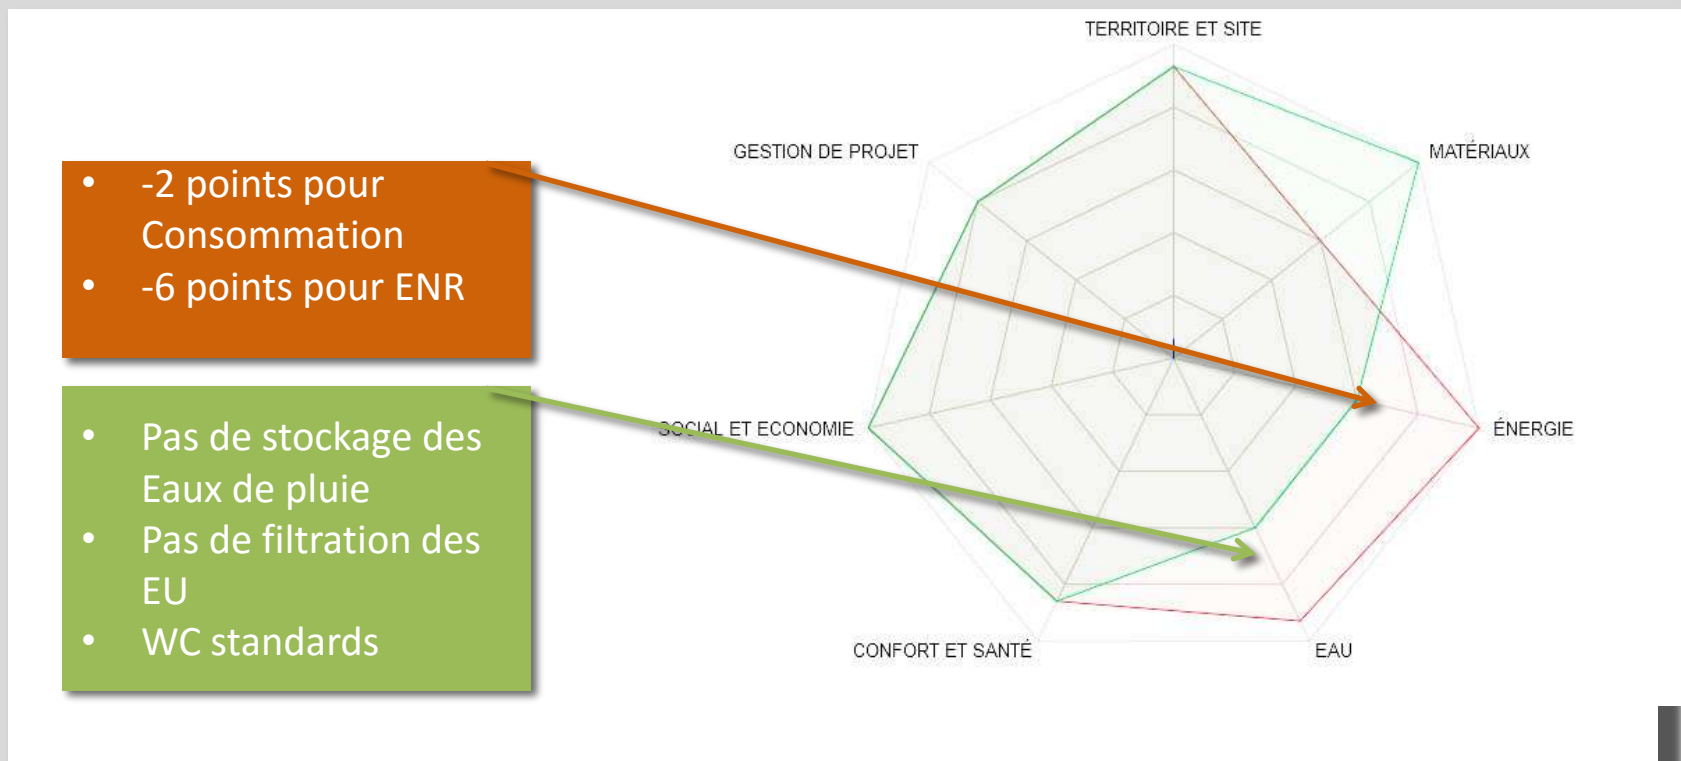 TERRITOIRE ET SITE
GESTION DE PROJET
MATÉRIAUX
• -2 points pour
Consommation
• -6 points pour ENR
• Pas de stockage des
Eaux de pluie
• Pas de filtration des
EU
• WC standards
SOCIAL ET ECONOMIE
ÉNERGIE
CONFORT ET SANTÉ
EAU